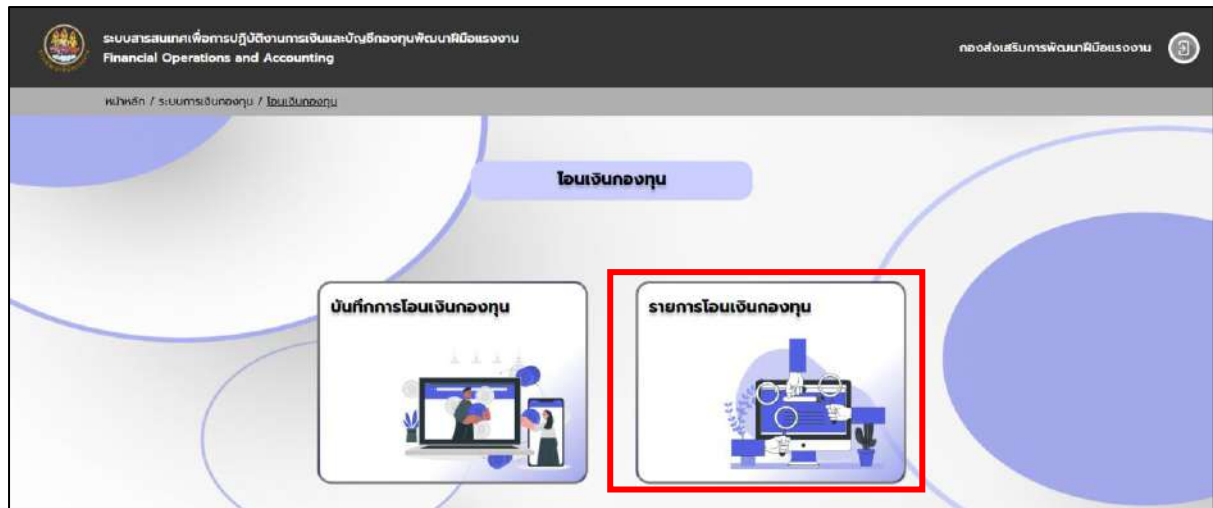 ระบบสารสนเทศเพื่อการปฏิบัติงานการเงินและบัญชีกองทุนพัฒนาฝีมือแรงงาน
Financial Operations and Accounting
กองส่งเสริมการพัฒนาฝีมือแรงงาน
หน้าหลัก / ระบบการเงินกองทุน / โอนเงินกองทุน
โอนเงินกองทุน
บันทึกการโอนเงินกองทุน
รายการโอนเงินกองทุน